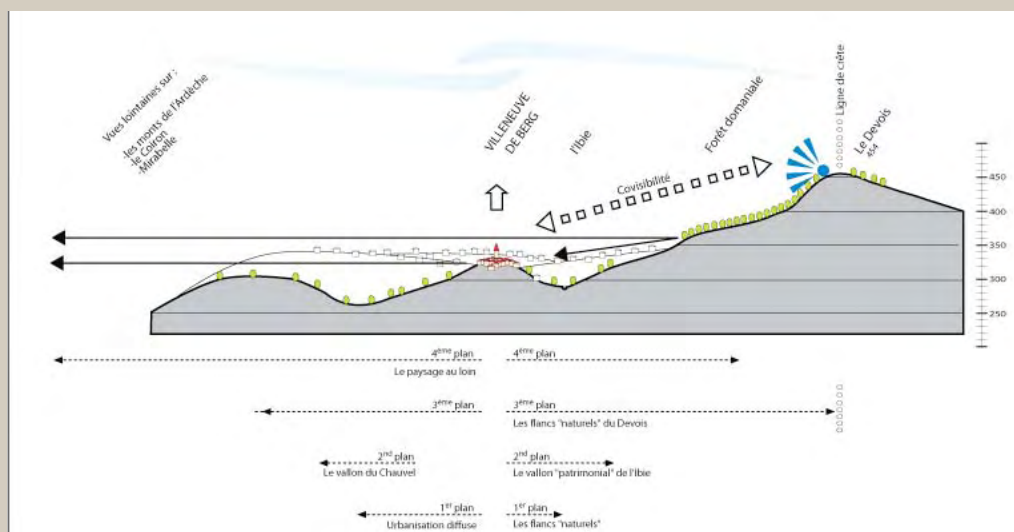 Vues lointaines sur :
-les monts de l'Ardèche
-le Coiron
-Mirabelle
VILLENEUVE
DE BERG
l'Ibie
Forêt domaniale
Ligne de crête
Le Devois
454
Covisibilité
450
400
350
300
250
4ème plan
Le paysage au loin
4ème plan
3ème plan
3ème plan
Les flancs "naturels" du Devois
2nd plan
Le vallon du Chauvel
2nd plan
Le vallon "patrimonial" de l'Ibie
1er plan
Urbanisation diffuse
1er plan
Les flancs "naturels"